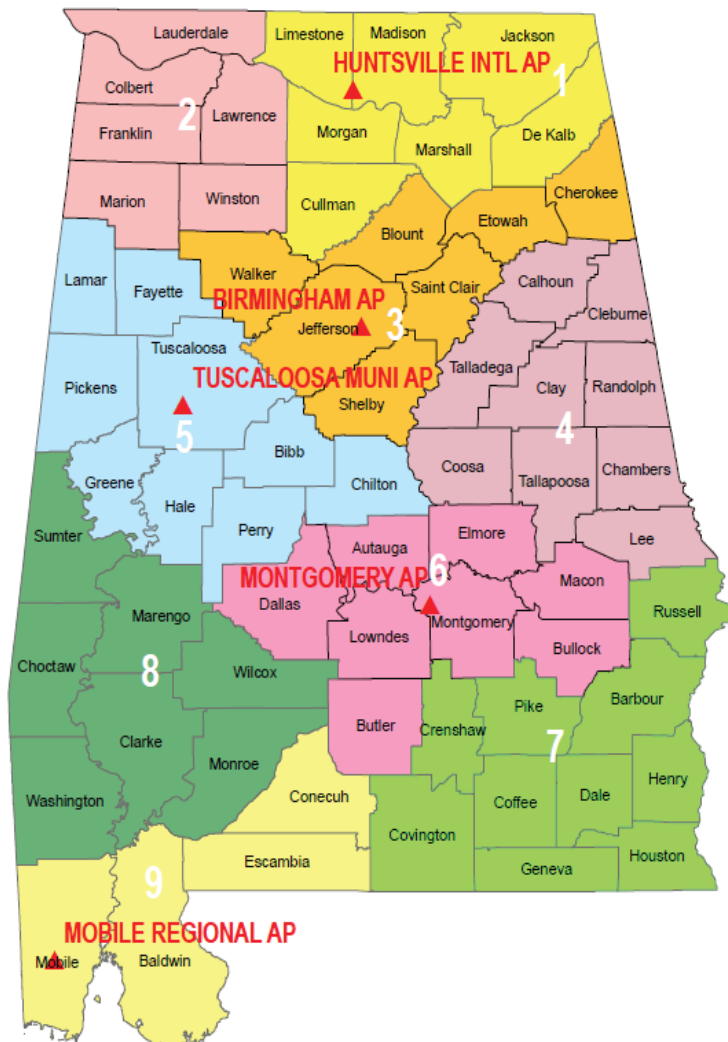 Lauderdale
Limestone
Madison
Jackson
HUNTSVILLE INTL AP
1
Colbert
2
Lawrence
Franklin
Morgan
De Kalb
Marshall
Marion
Winston
Cullman
Cherokee
Blount
Etowah
Lamar
Fayette
Walker
Saint Clair
Calhoun
Cleburne
BIRMINGHAM AP
Jefferson
3
Tuscaloosa
Talladega
TUSCALOOSA MUNI AP
Pickens
Clay
Randolph
Shelby
5
4
Bibb
Coosa
Chambers
Greene
Hale
Chilton
Tallapoosa
Sumter
Perry
Elmore
Lee
Autauga
6
MONTGOMERY AP
Macon
Dallas
Russell
Marengo
Lowndes
Montgomery
Bullock
Choctaw
8
Wilcox
Butler
Crenshaw
Pike
Barbour
Clarke
7
Monroe
Henry
Washington
Conecuh
Coffee
Dale
Covington
Escambia
Geneva
Houston
9
MOBILE REGIONAL AP
Mobile
Baldwin